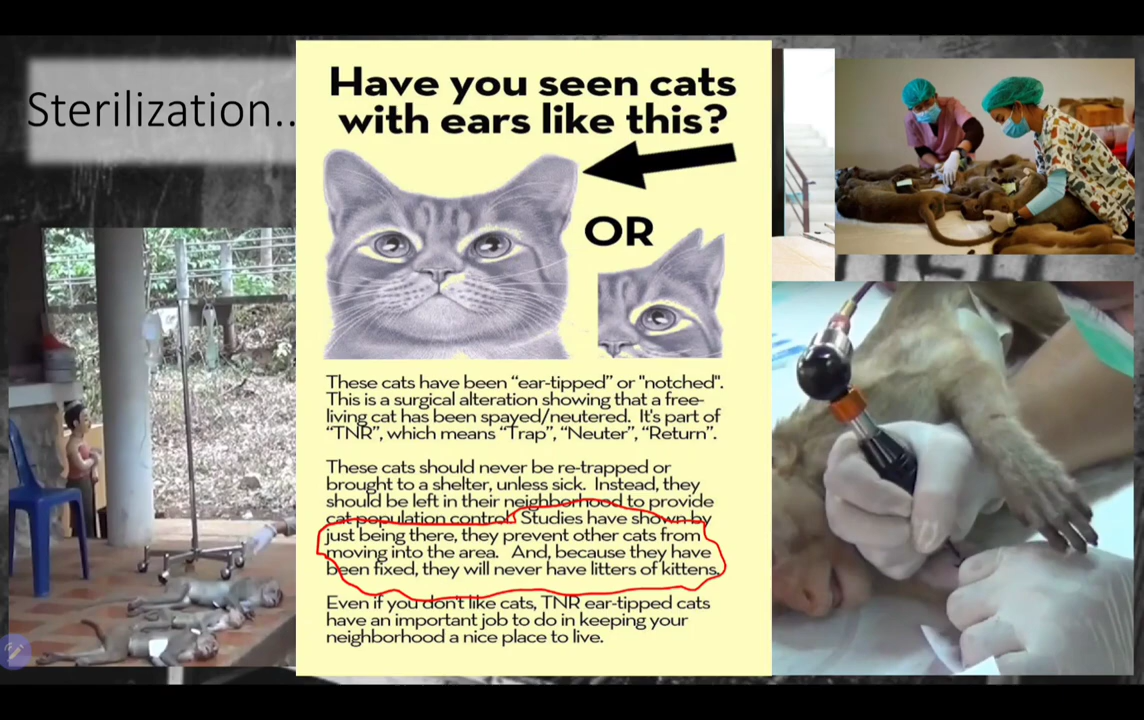 Sterilization..
Have you seen cats
with ears like this?
OR
These cats have been “ear-tipped” or "notched".
This is a surgical alteration showing that a free-
living cat has been spayed/neutered. It's part of
“TNR”, which means “Trap”, “Neuter”, “Return”.
These cats should never be re-trapped or
brought to a shelter, unless sick. Instead, they
should be left in their neighborhood to provide
cat population control. Studies have shown by
just being there, they prevent other cats from
moving into the area. And, because they have
been fixed, they will never have litters of kittens.
Even if you don't like cats, TNR ear-tipped cats
have an important job to do in keeping your
neighborhood a nice place to live.